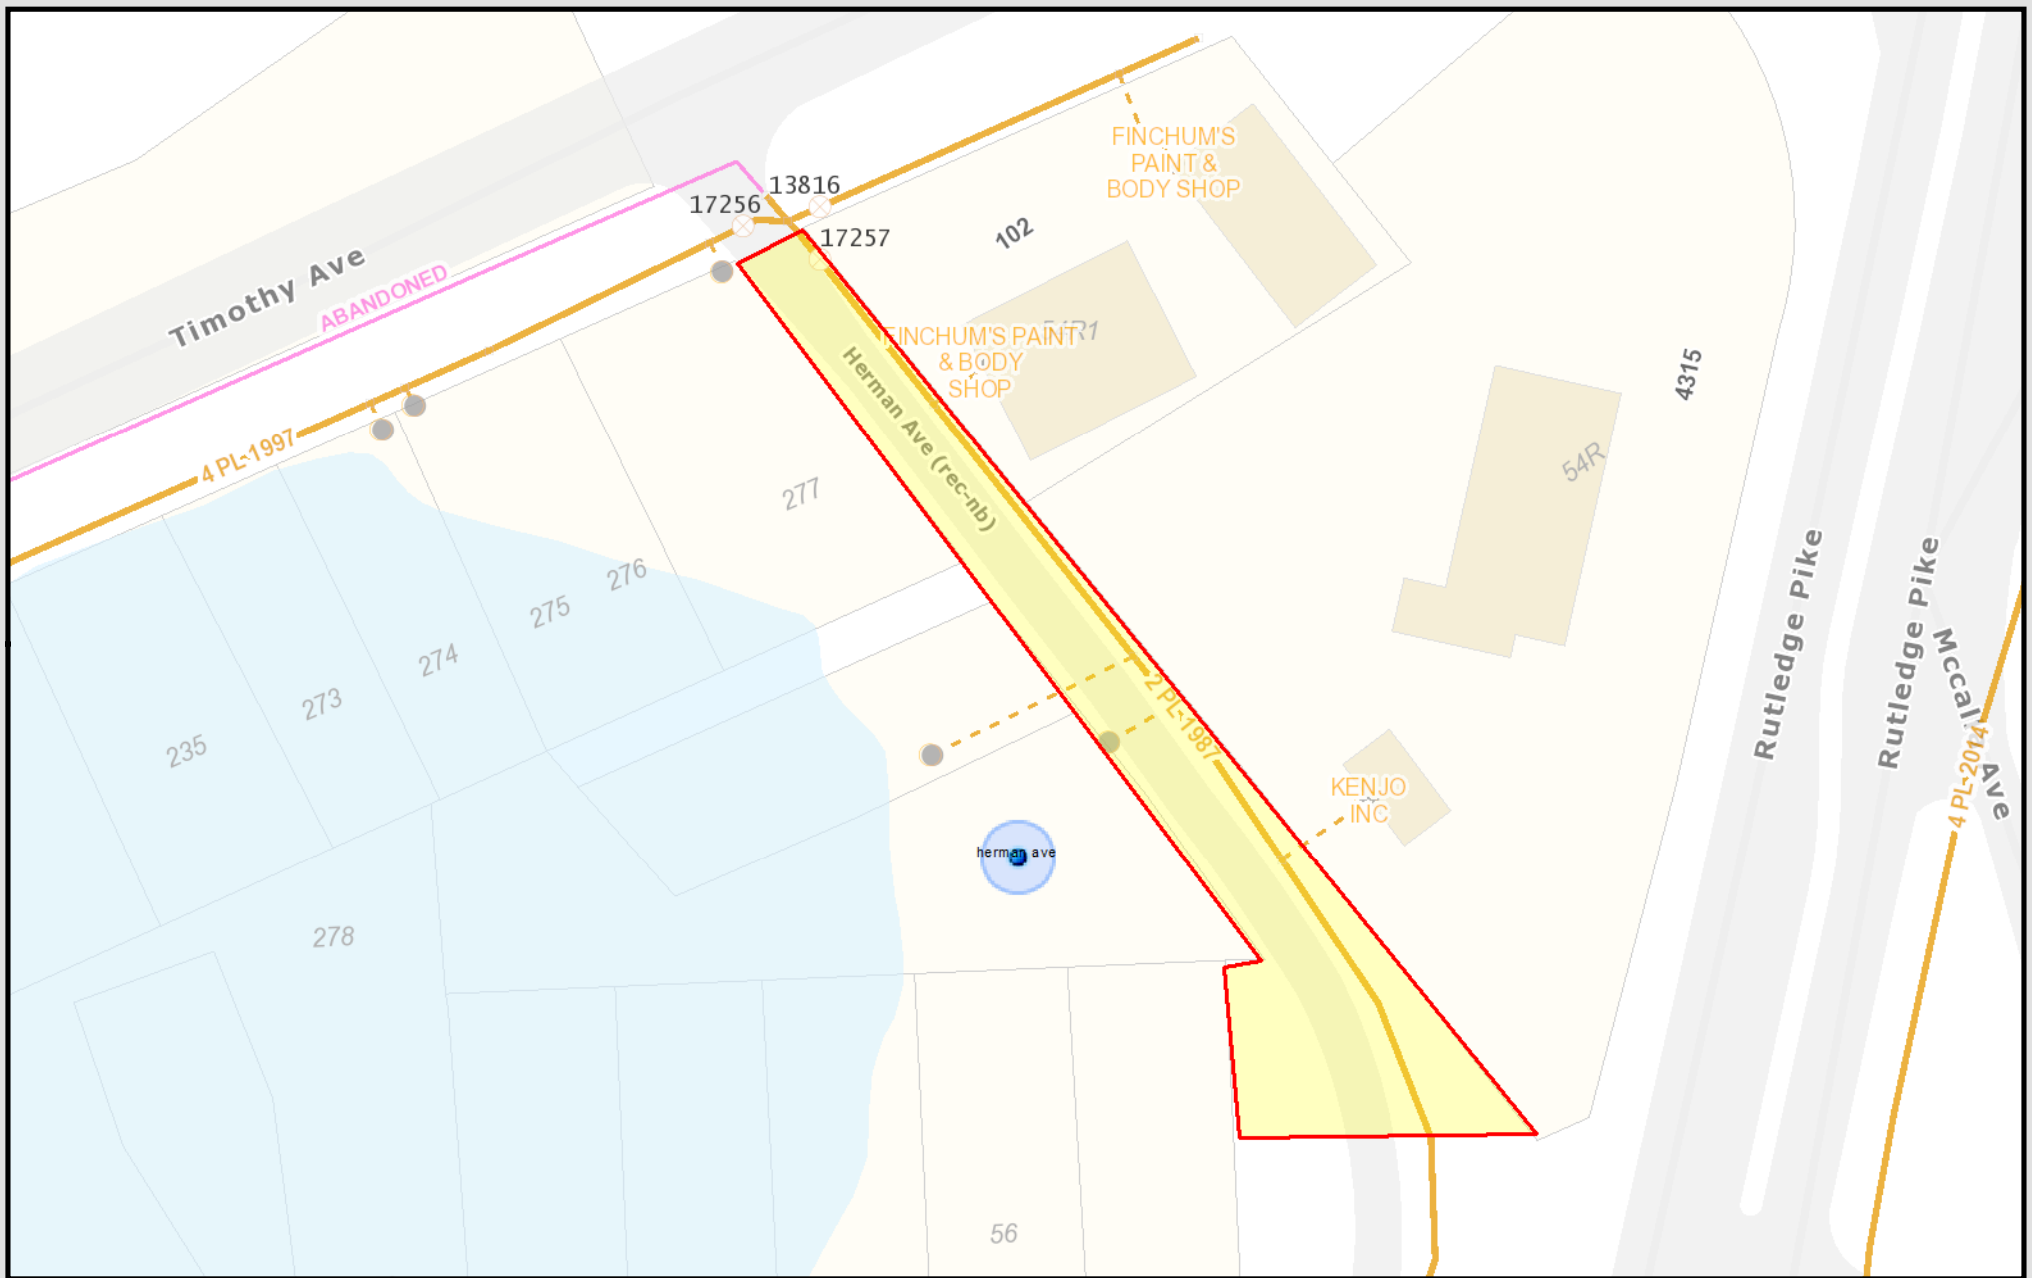 FINCHUM'S
PAINT &
BODY SHOP
13816
17256
17257
102
Timothy Ave
ABANDONED
FINCHUM'S PAINT
& BODY
SHOP
Herman Ave (rec-nb)
4315
54R
4 PL-1997
277
276
275
274
273
235
Rutledge Pike
Rutledge Pike
Mccall Ave
2 PL-1987
4 PL-2014
KENJO
INC
herman ave
278
56